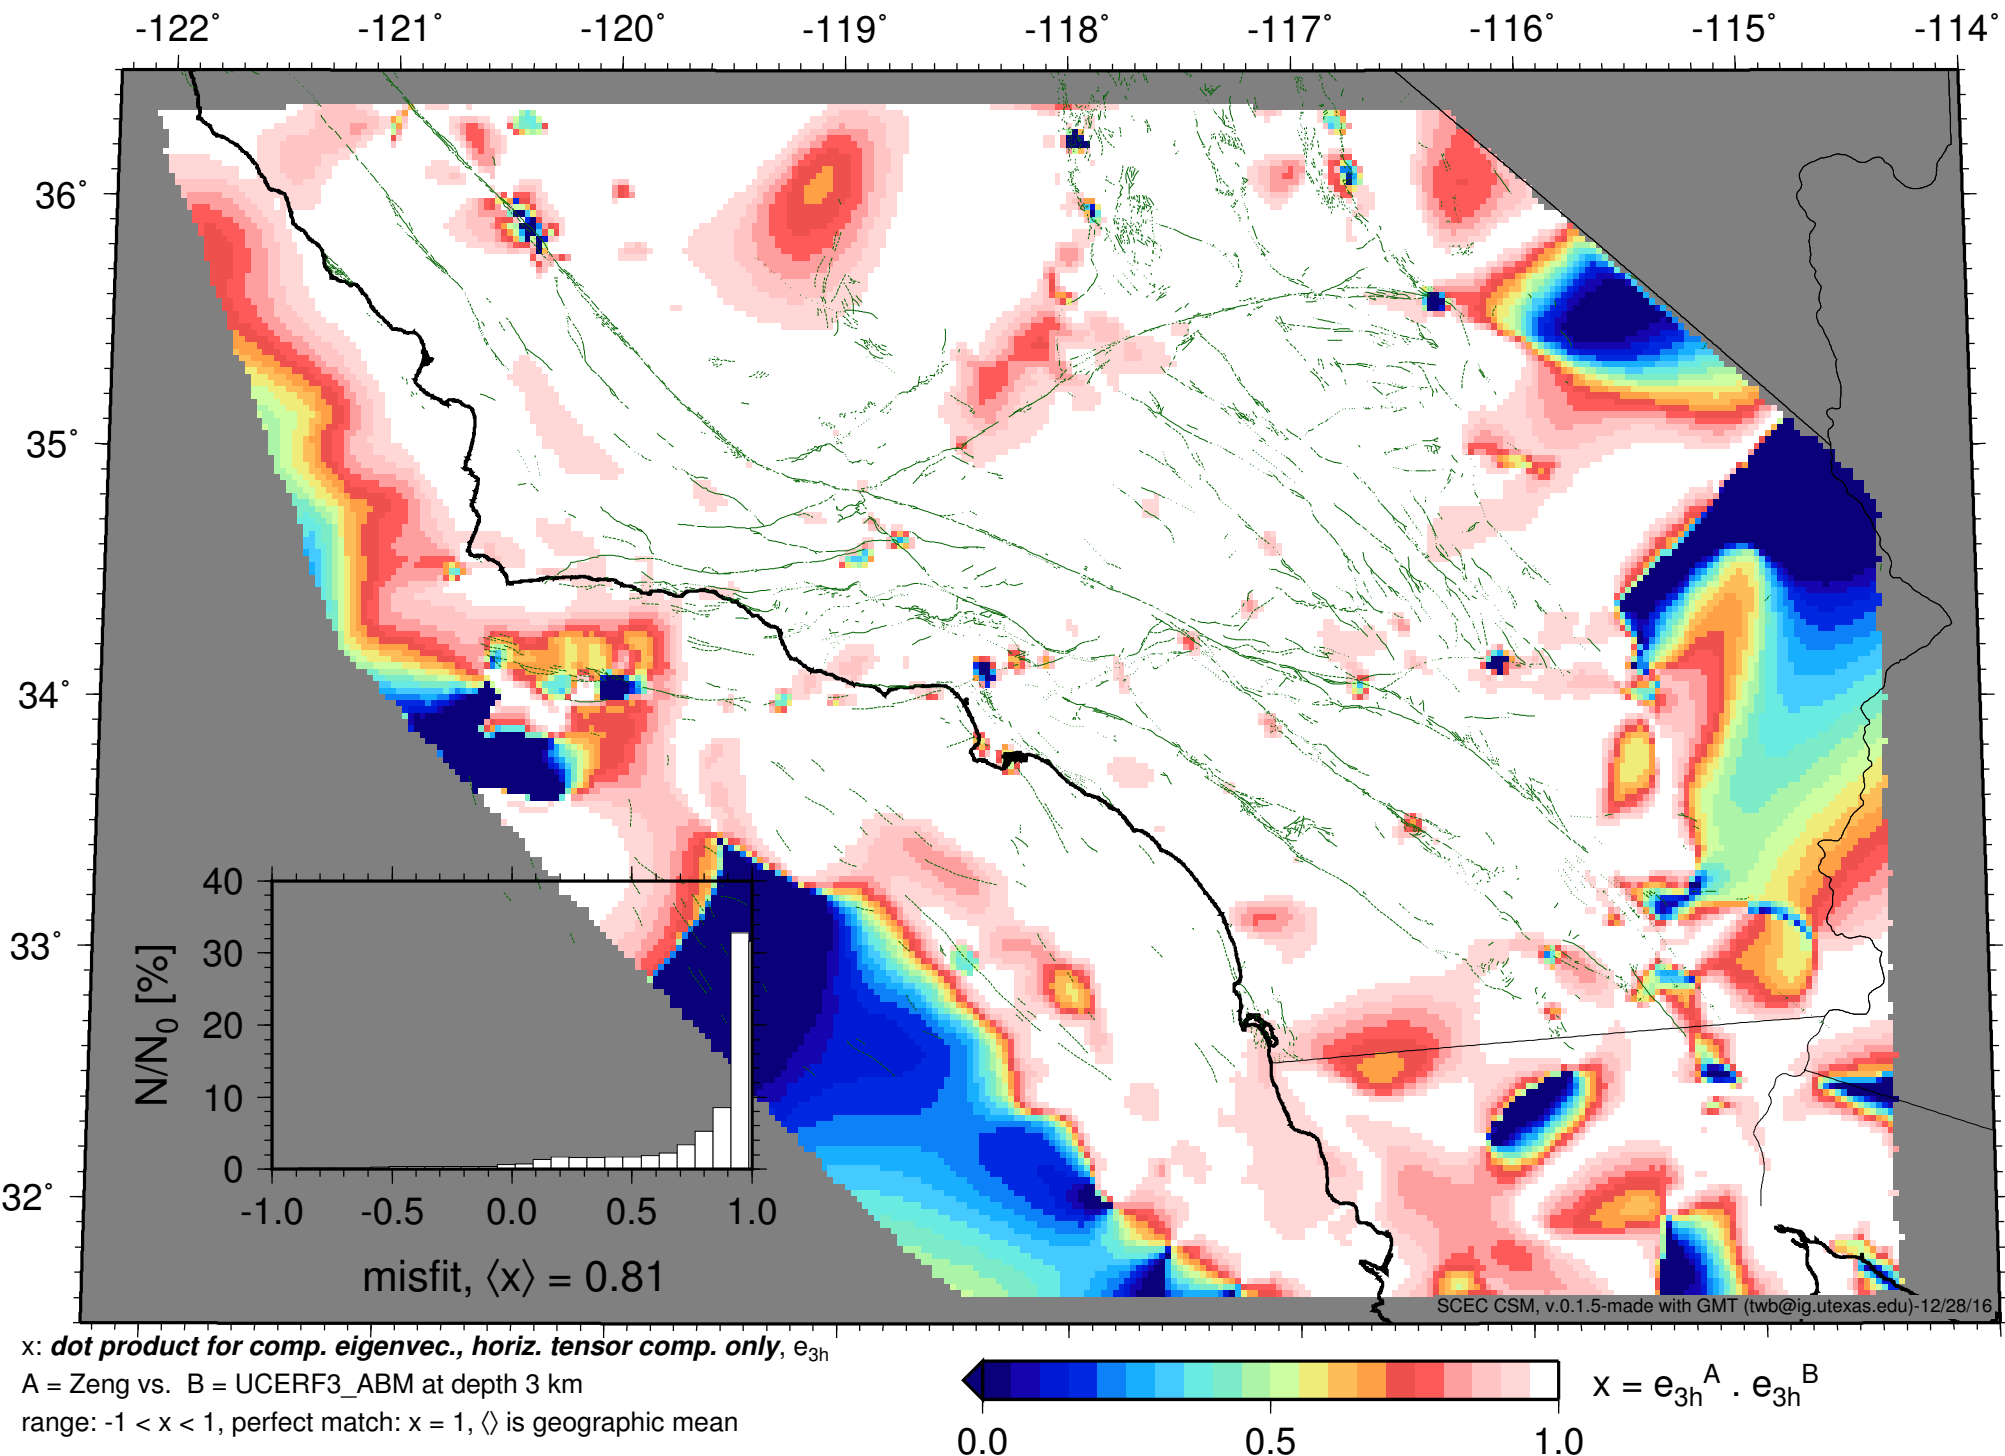 -122˚ -121˚ -120˚ -119˚ -118˚ -117˚ -116˚ -115˚ -114˚
36˚
35˚
34˚
33˚
32˚
40
30
20
10
0
N/N0 [%]
-1.0 -0.5 0.0 0.5 1.0
misfit, ⟨x⟩ = 0.81
SCEC CSM, v.0.1.5-made with GMT (twb@ig.utexas.edu)-12/28/16
x: dot product for comp. eigenvec., horiz. tensor comp. only, e3h
A = Zeng vs. B = UCERF3_ABM at depth 3 km
range: -1 < x < 1, perfect match: x = 1, ⟨⟩ is geographic mean
x = e3h^A . e3h^B
0.0 0.5 1.0